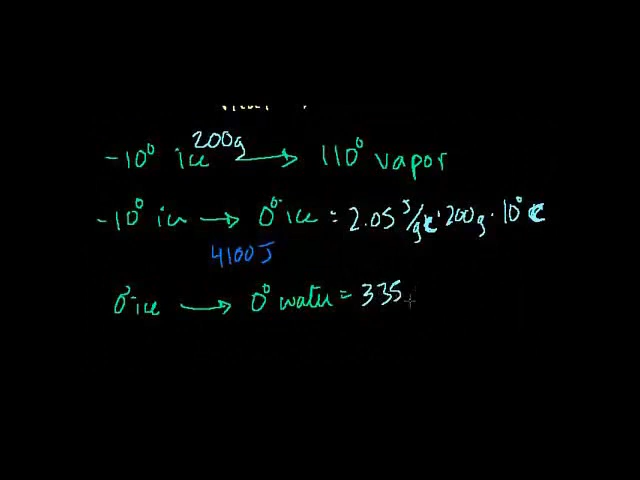 -10° ice 200g → 110° vapor
-10° ice → 0° ice = 2.05 J/g·C · 200g · 10° C
4100 J
0° ice → 0° water = 335